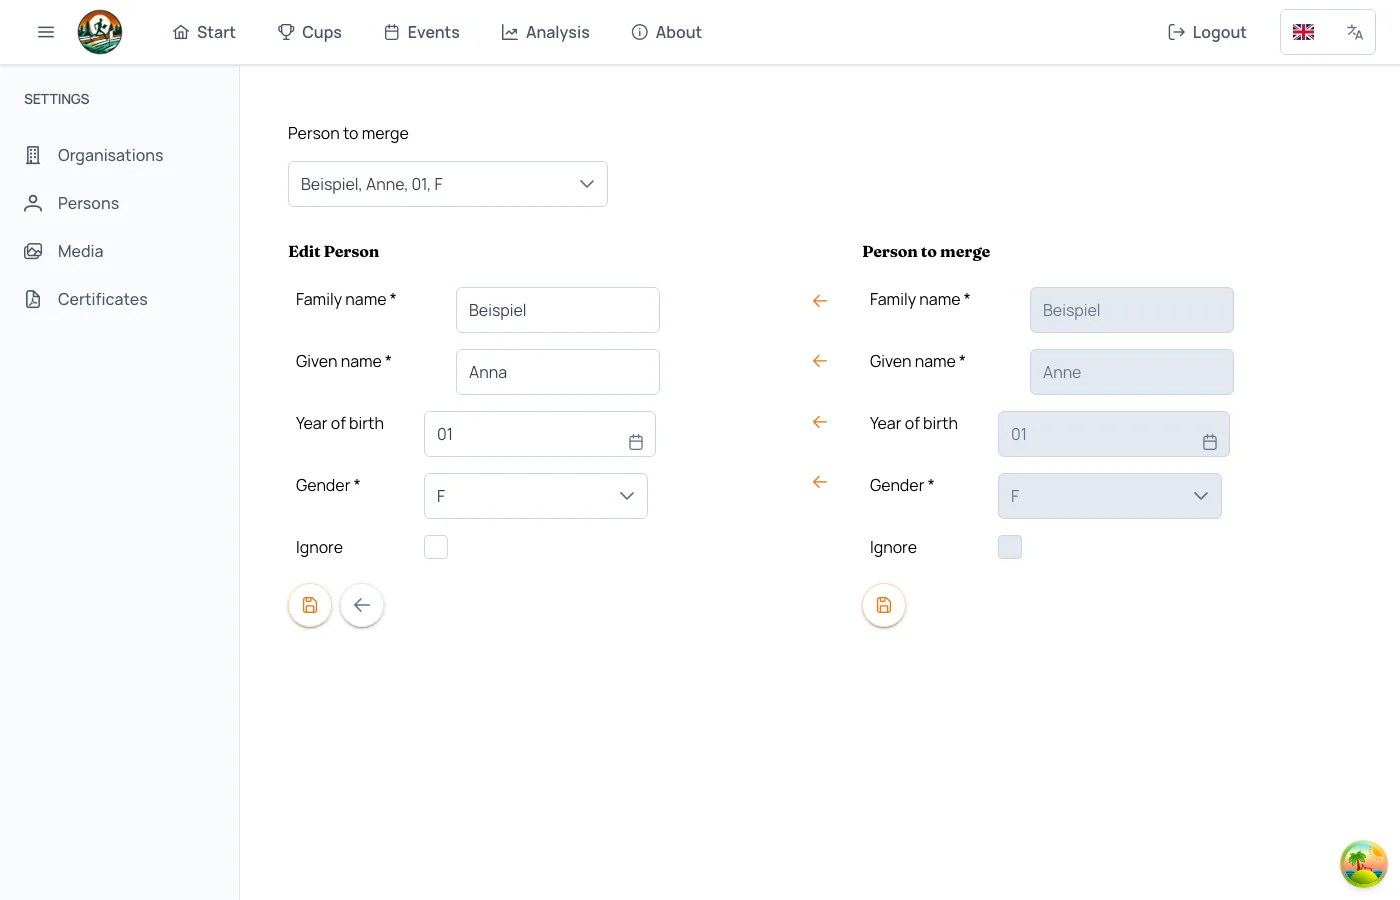 Start
Cups
Events
Analysis
About
Logout
SETTINGS
Organisations
Persons
Media
Certificates
Person to merge
Beispiel, Anne, 01, F
Edit Person
Family name *
Beispiel
Given name *
Anna
Year of birth
01
Gender *
F
Ignore
Person to merge
Family name *
Beispiel
Given name *
Anne
Year of birth
01
Gender *
F
Ignore